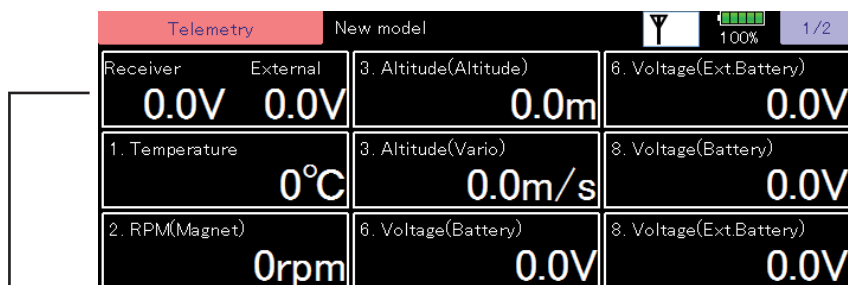 Telemetry New model 100% 1/2
Receiver External 3. Altitude(Altitude) 6. Voltage(Ext.Battery)
0.0V 0.0V 0.0m 0.0V
1. Temperature 3. Altitude(Vario) 8. Voltage(Battery)
0°C 0.0m/s 0.0V
2. RPM(Magnet) 6. Voltage(Battery) 8. Voltage(Ext.Battery)
0rpm 0.0V 0.0V